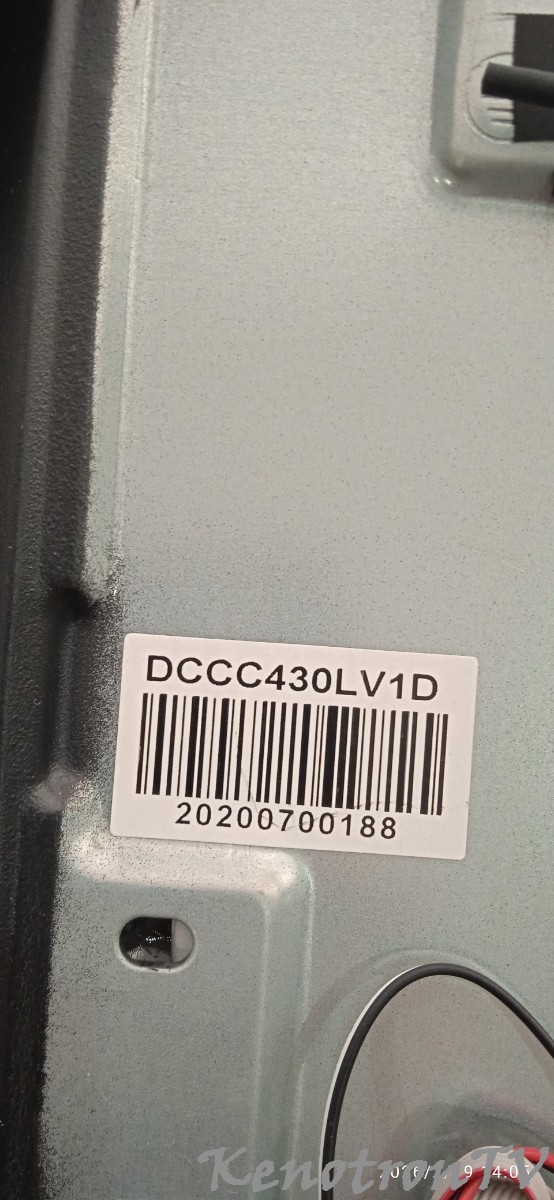 DCCC430LV1D
20200700188
KenotronTV